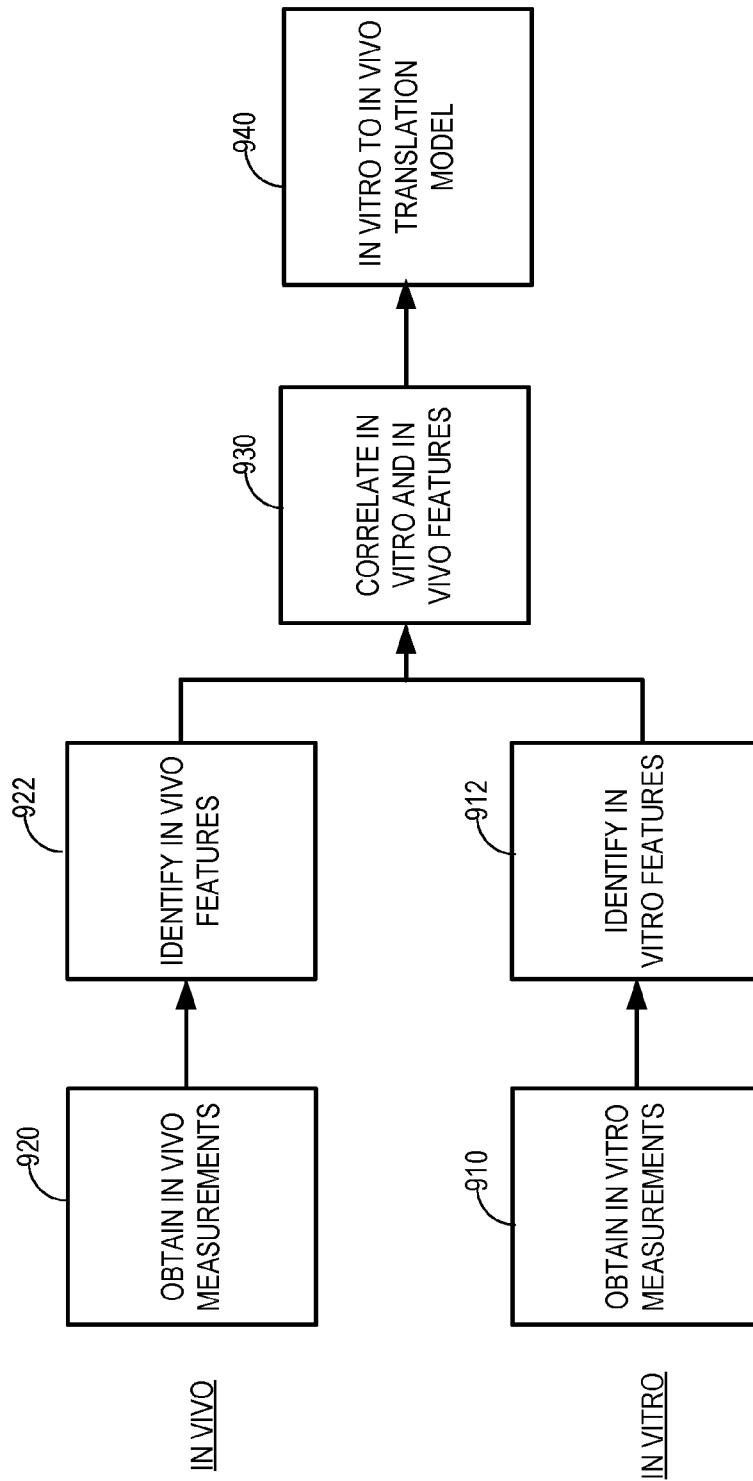 IN VIVO
920
OBTAIN IN VIVO
MEASUREMENTS
922
IDENTIFY IN VIVO
FEATURES
IN VITRO
910
OBTAIN IN VITRO
MEASUREMENTS
912
IDENTIFY IN
VITRO FEATURES
930
CORRELATE IN
VITRO AND IN
VIVO FEATURES
940
IN VITRO TO IN VIVO
TRANSLATION
MODEL